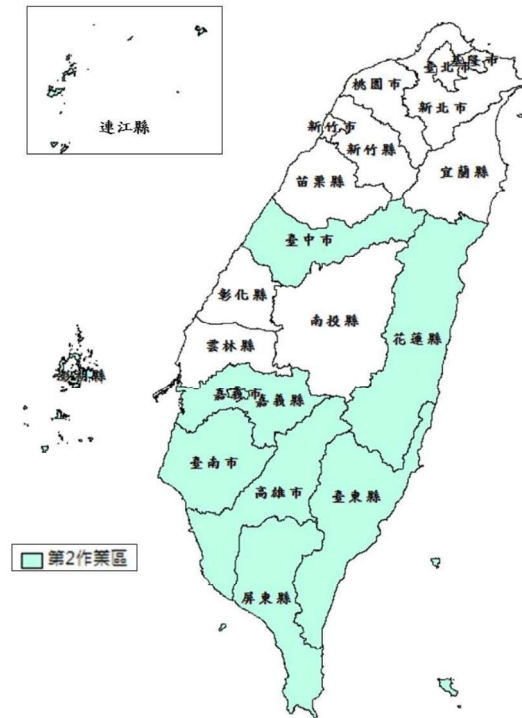 基隆市
臺北市
桃園市
新北市
連江縣
新竹市
新竹縣
宜蘭縣
苗栗縣
臺中市
彰化縣
南投縣
花蓮縣
雲林縣
澎湖縣
嘉義市
嘉義縣
臺南市
高雄市
臺東縣
第2作業區
屏東縣